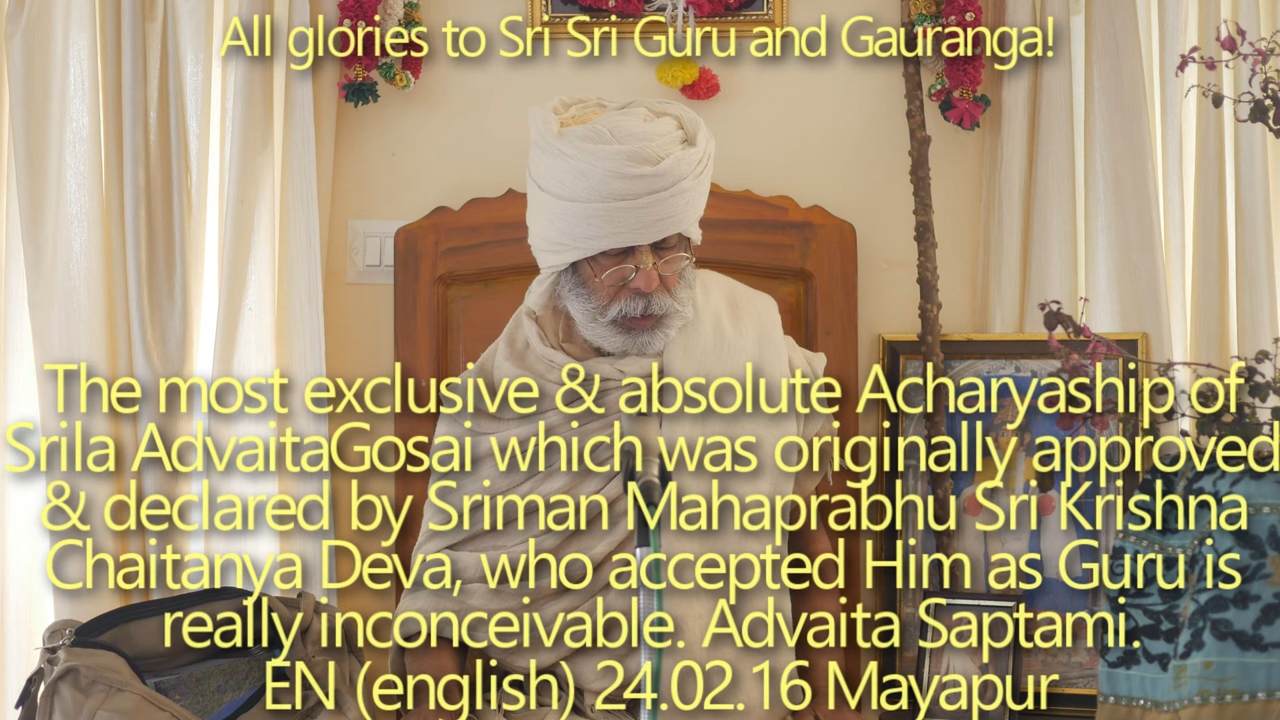 All glories to Sri Sri Guru and Gauranga!
The most exclusive & absolute Acharyaship of
Srila AdvaitaGosai which was originally approved
& declared by Sriman Mahaprabhu Sri Krishna
Chaitanya Deva, who accepted Him as Guru is
really inconceivable. Advaita Saptami.
EN (english) 24.02.16 Mayapur